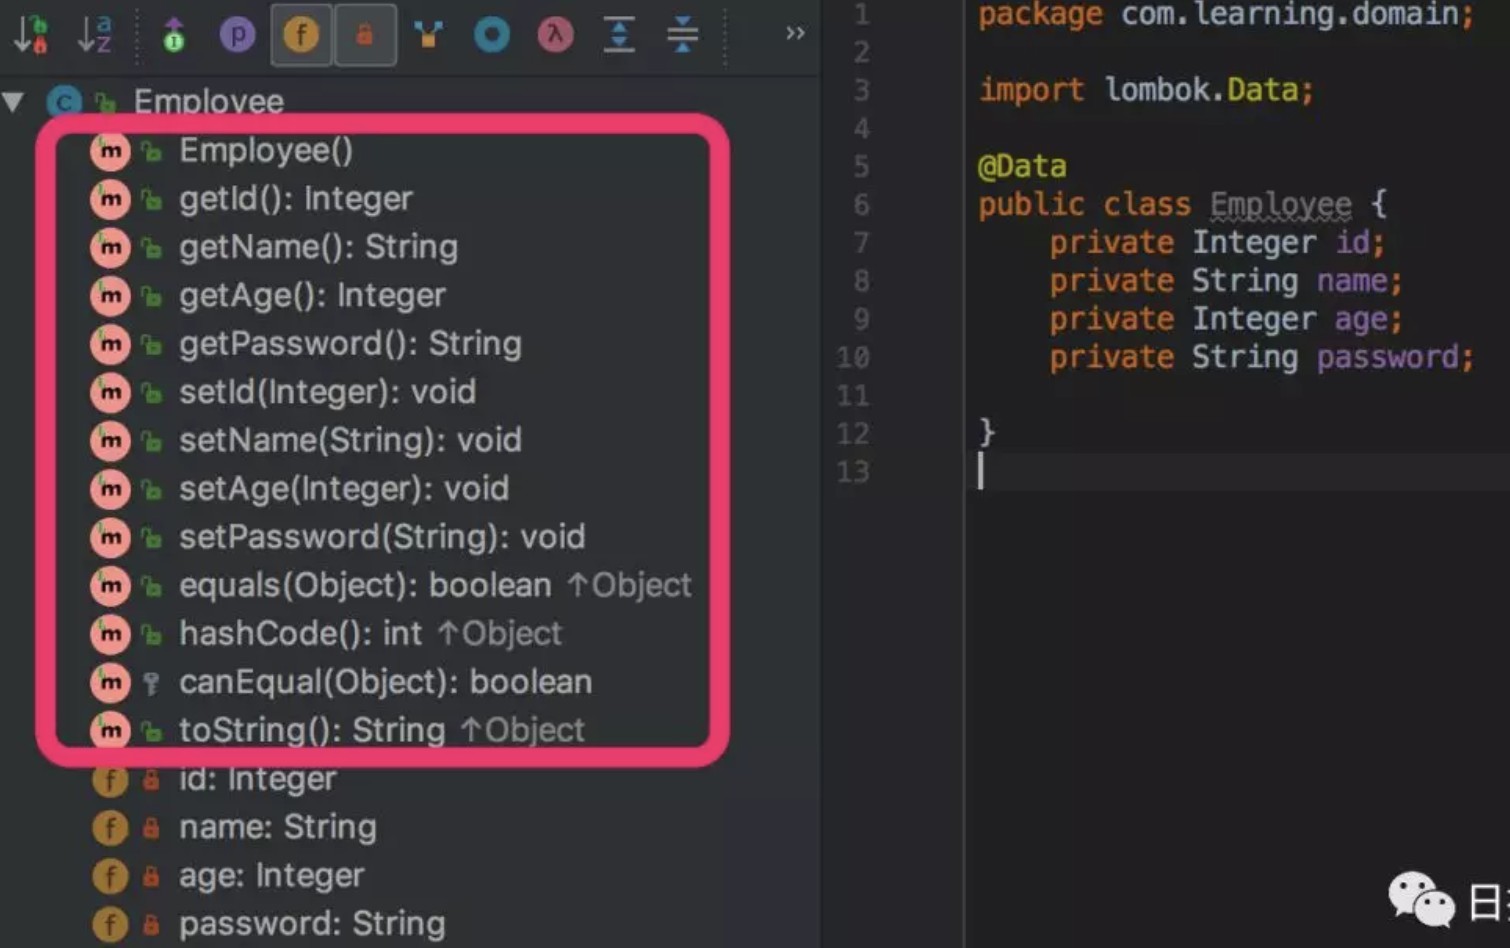 Employee
Employee()
getId(): Integer
getName(): String
getAge(): Integer
getPassword(): String
setId(Integer): void
setName(String): void
setAge(Integer): void
setPassword(String): void
equals(Object): boolean ↑Object
hashCode(): int ↑Object
canEqual(Object): boolean
toString(): String ↑Object
id: Integer
name: String
age: Integer
password: String
1 package com.learning.domain;
2
3 import lombok.Data;
4
5 @Data
6 public class Employee {
7 private Integer id;
8 private String name;
9 private Integer age;
10 private String password;
11
12 }
13
日